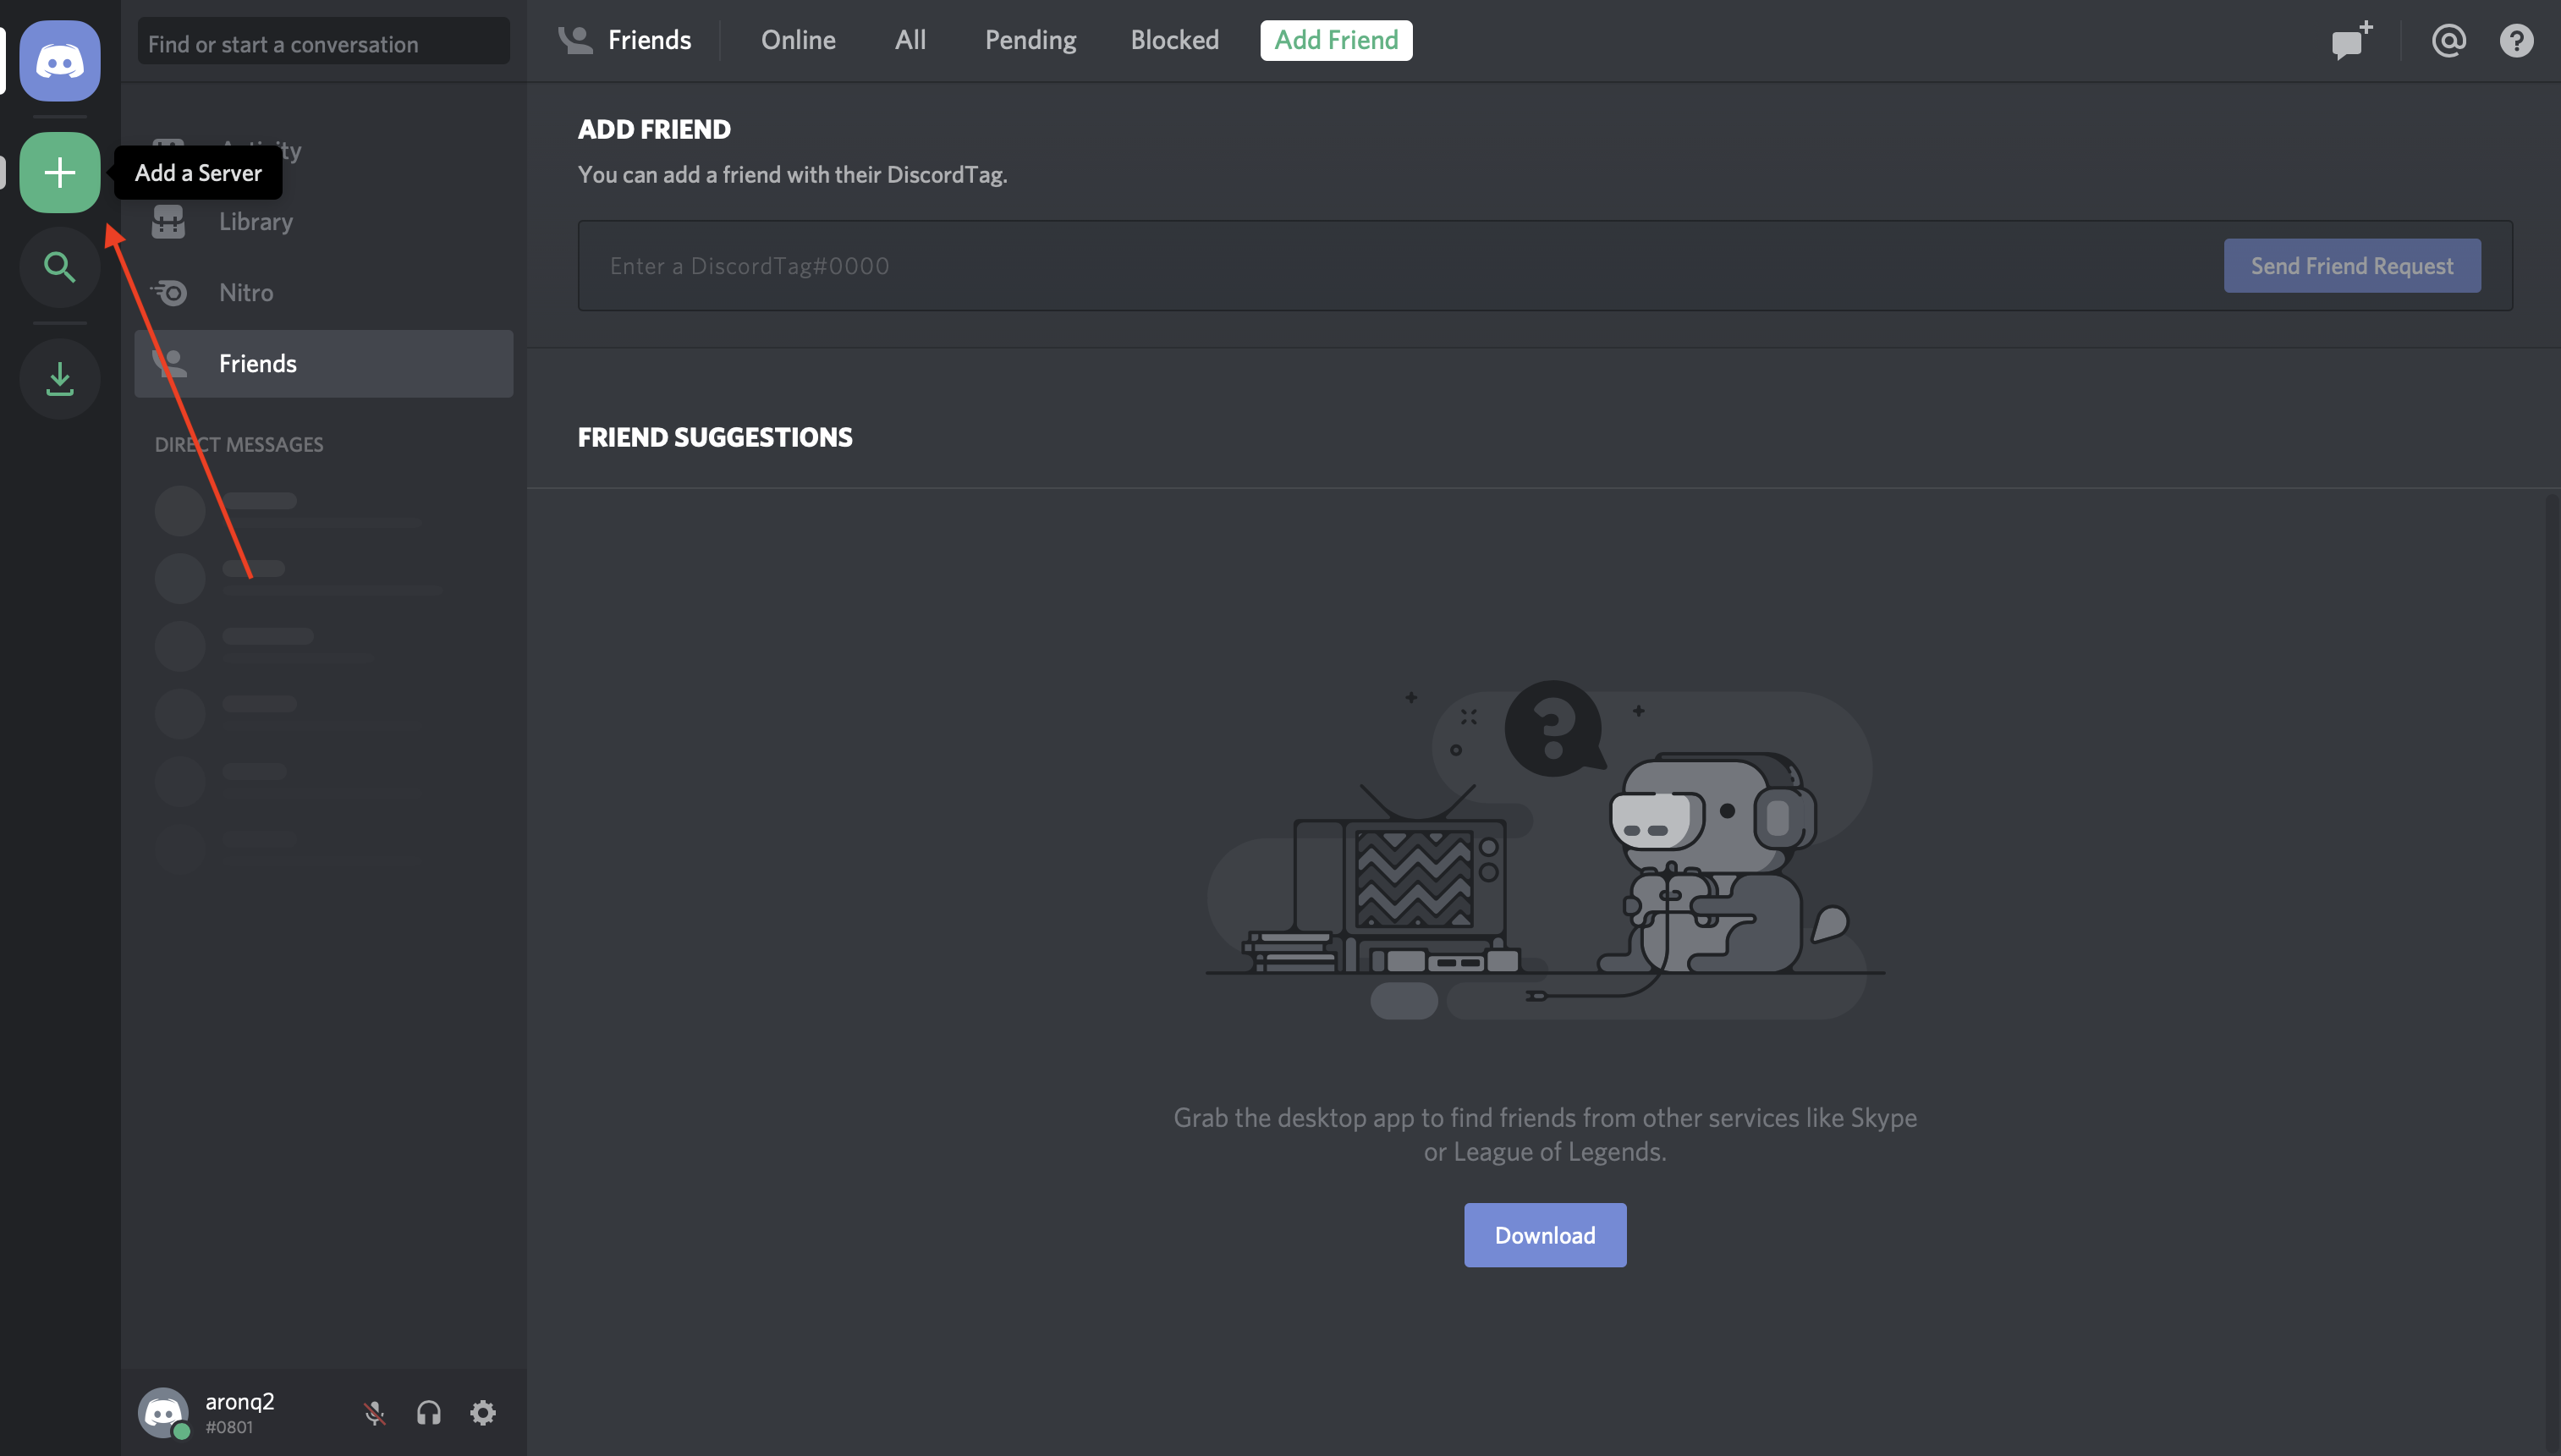 Find or start a conversation
Friends
Online
All
Pending
Blocked
Add Friend
Add a Server
Library
Nitro
Friends
DIRECT MESSAGES
ADD FRIEND
You can add a friend with their DiscordTag.
Enter a DiscordTag#0000
Send Friend Request
FRIEND SUGGESTIONS
Grab the desktop app to find friends from other services like Skype
or League of Legends.
Download
aronq2
#0801